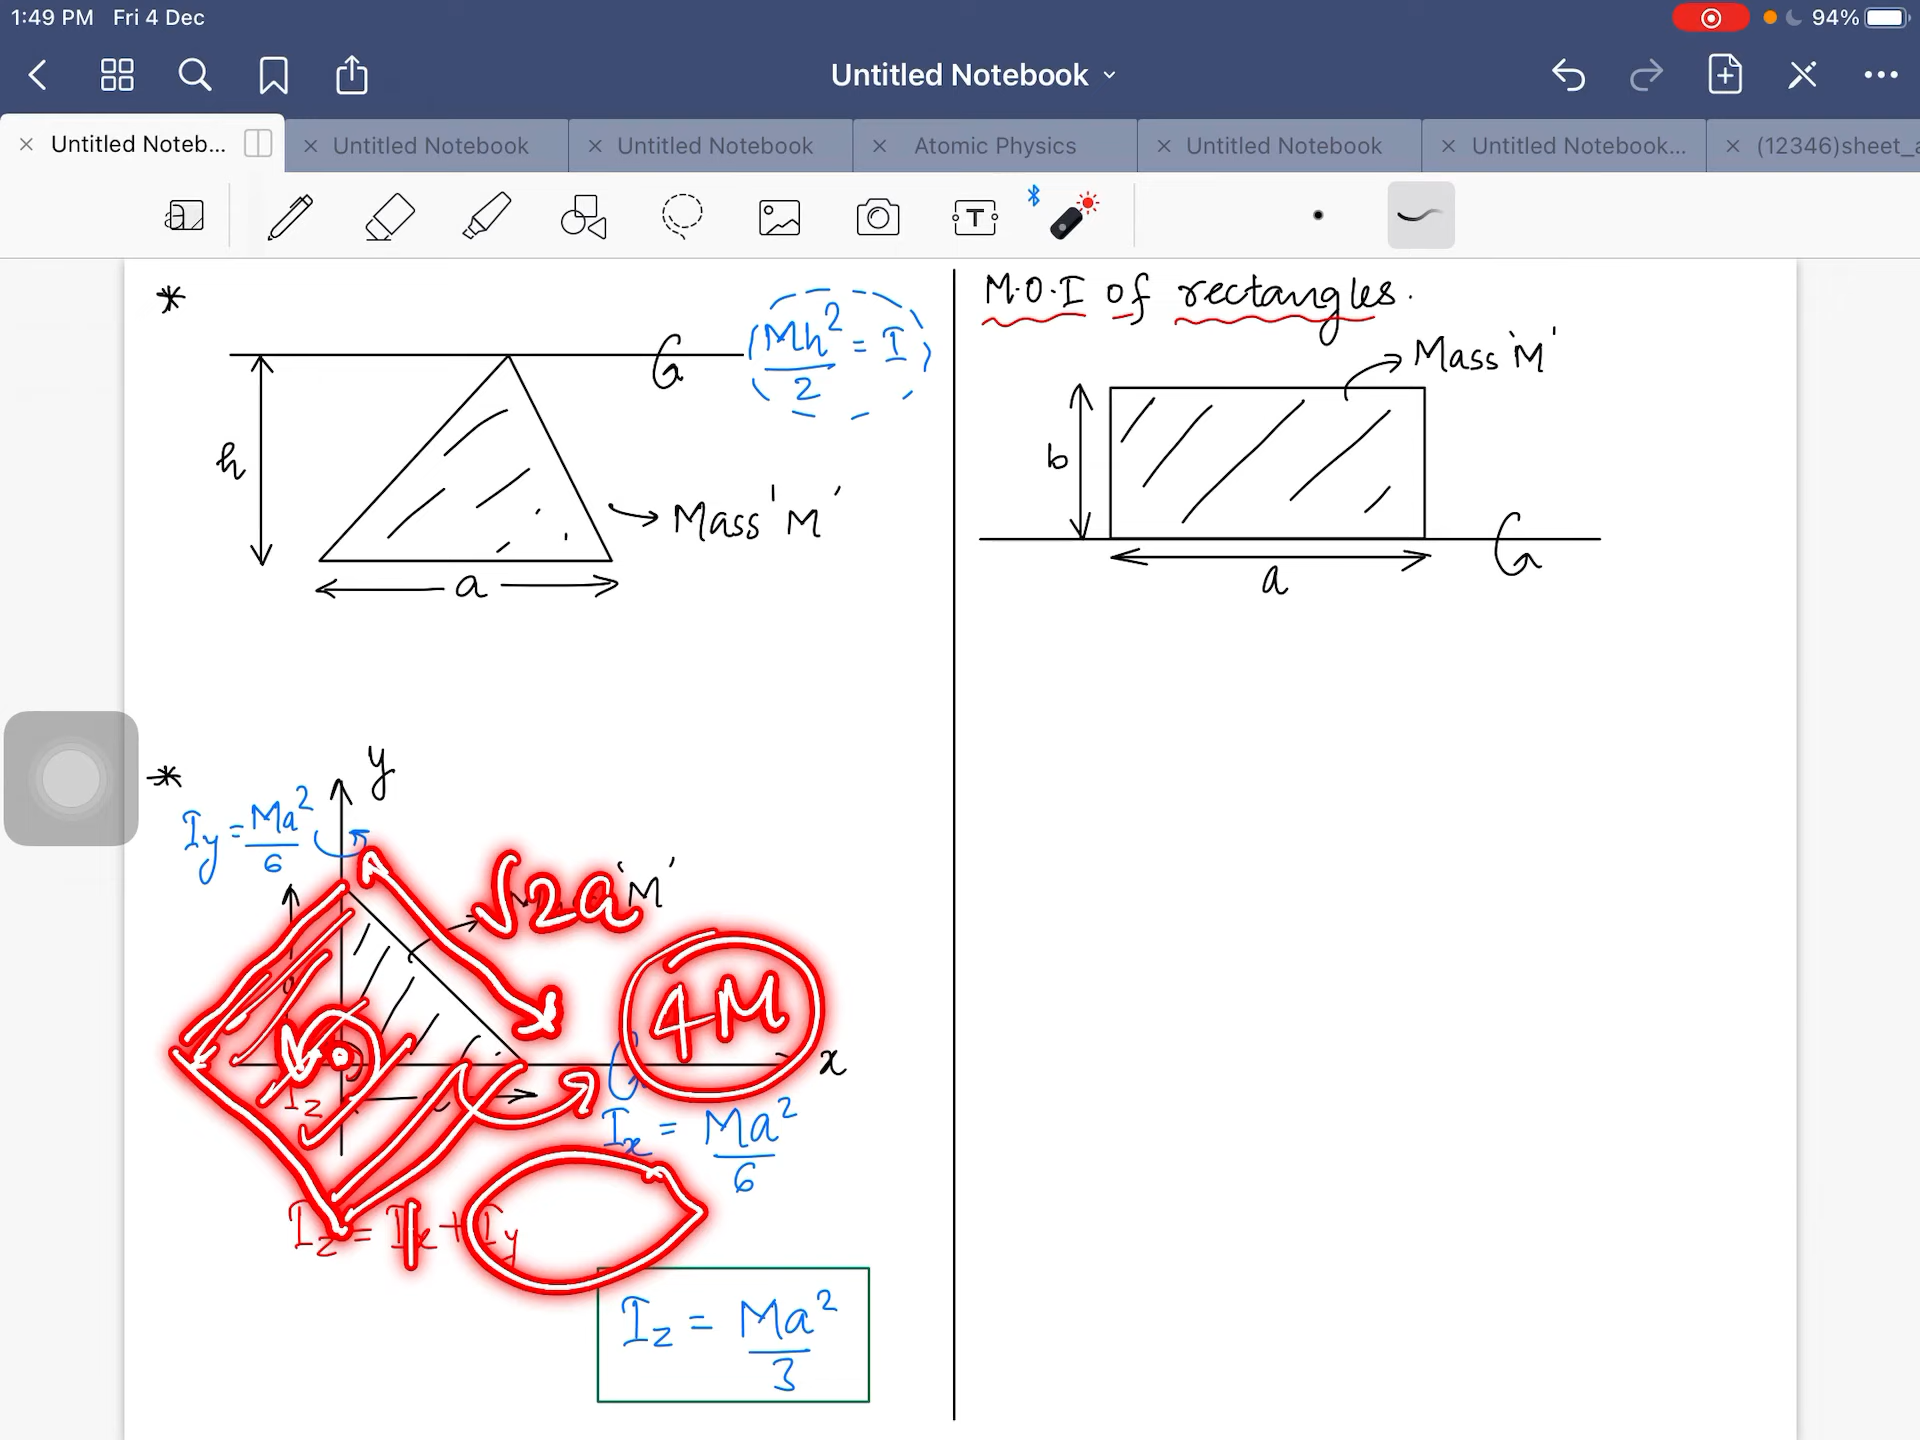 1:49 PM Fri 4 Dec
94%
Untitled Notebook
Untitled Noteb...
Untitled Notebook
Untitled Notebook
Atomic Physics
Untitled Notebook
Untitled Notebook...
(12346)sheet_a
*
Mh²/2 = I
h
Mass 'M'
a
M.O.I of rectangles.
Mass 'M'
b
a
*
y
Iy = Ma²/6
√2a
'M'
4M
x
Iz
Ix = Ma²/6
Iz = Ix + Iy
Iz = Ma²/3